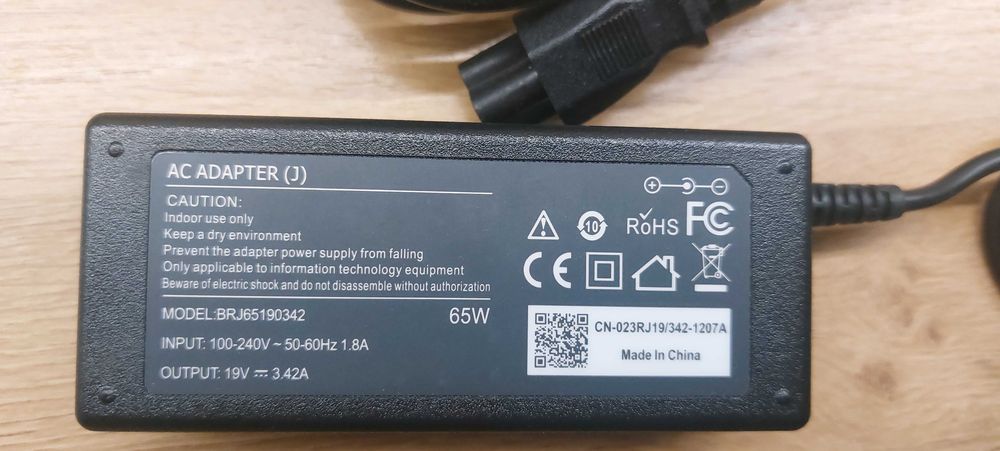 AC ADAPTER (J)
CAUTION:
Indoor use only
Keep a dry environment
Prevent the adapter power supply from falling
Only applicable to information technology equipment
Beware of electric shock and do not disassemble without authorization
MODEL:BRJ65190342 65W
INPUT: 100-240V ~ 50-60Hz 1.8A
OUTPUT: 19V ⎓ 3.42A
10 RoHS FC
CE
CN-023RJ19/342-1207A
Made In China